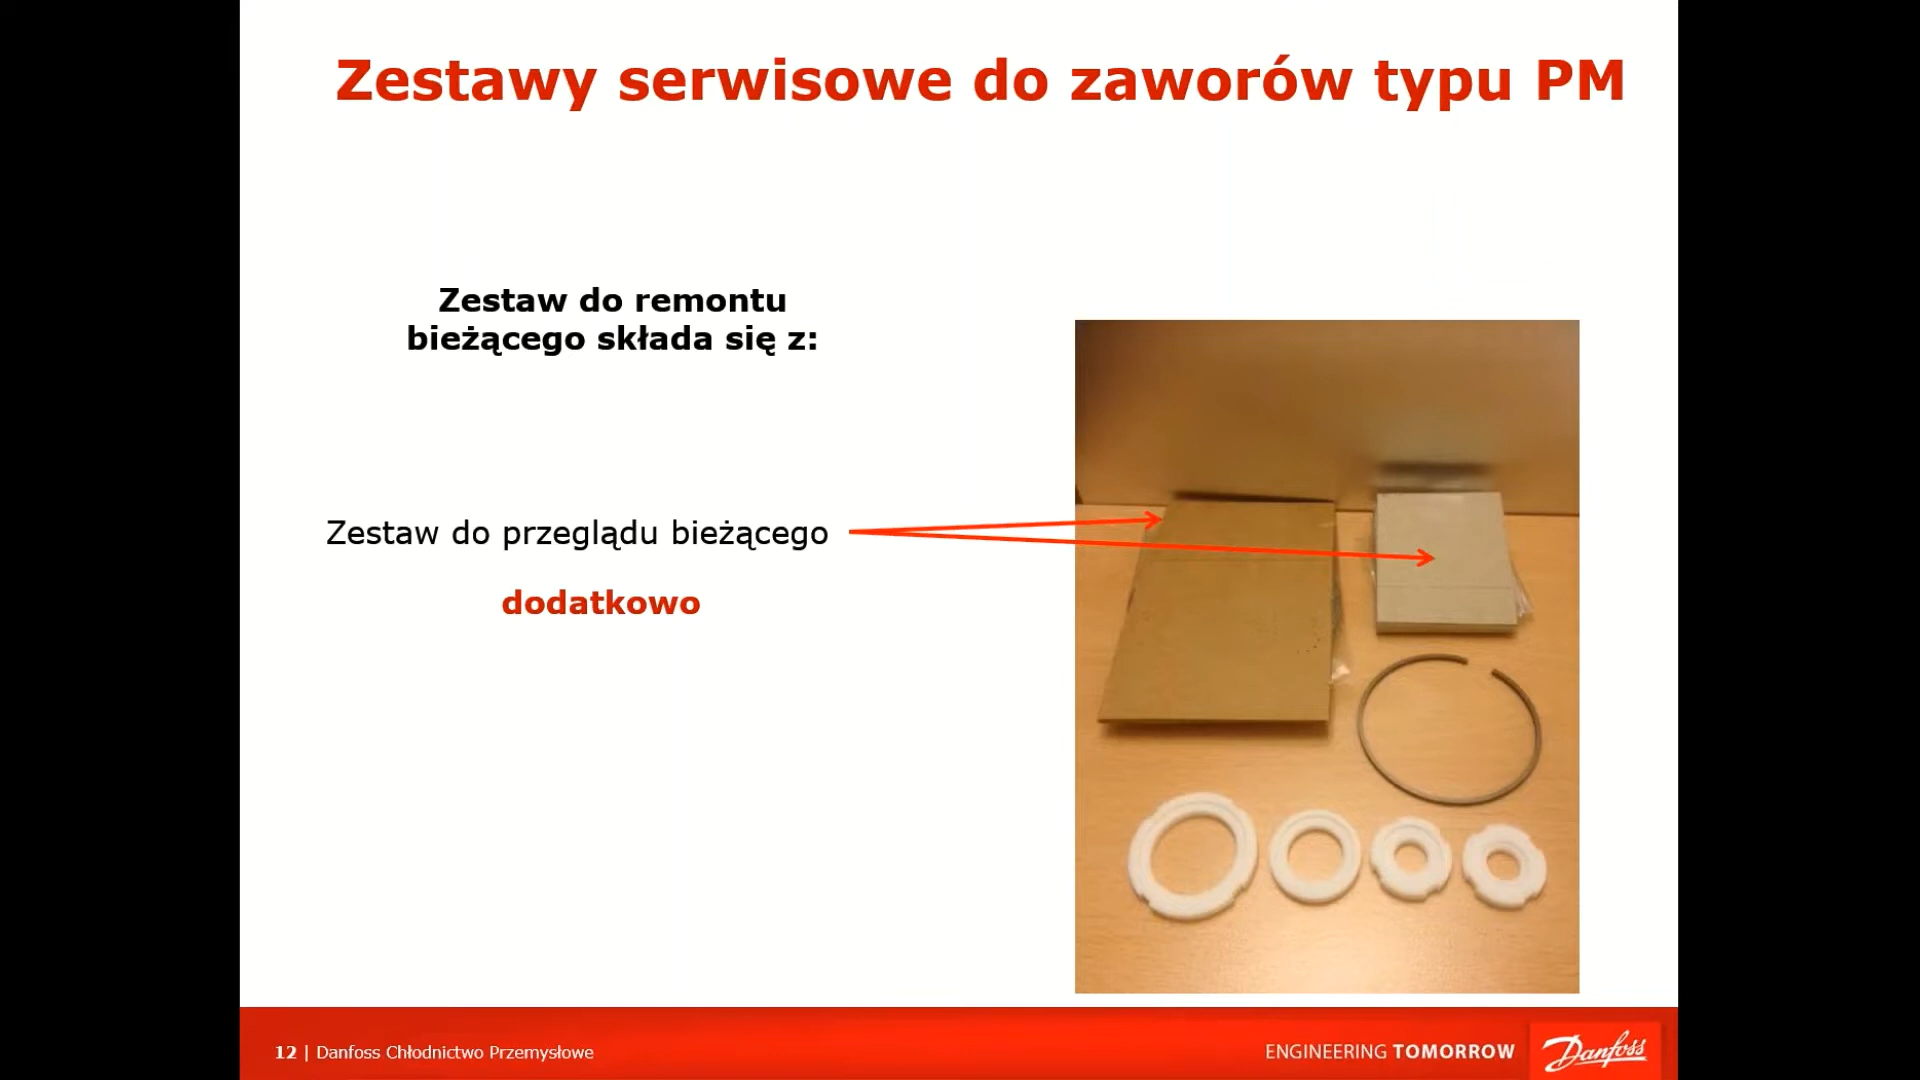 Zestawy serwisowe do zaworów typu PM
Zestaw do remontu
bieżącego składa się z:
Zestaw do przeglądu bieżącego
dodatkowo
12 | Danfoss Chłodnictwo Przemysłowe
ENGINEERING TOMORROW
Danfoss